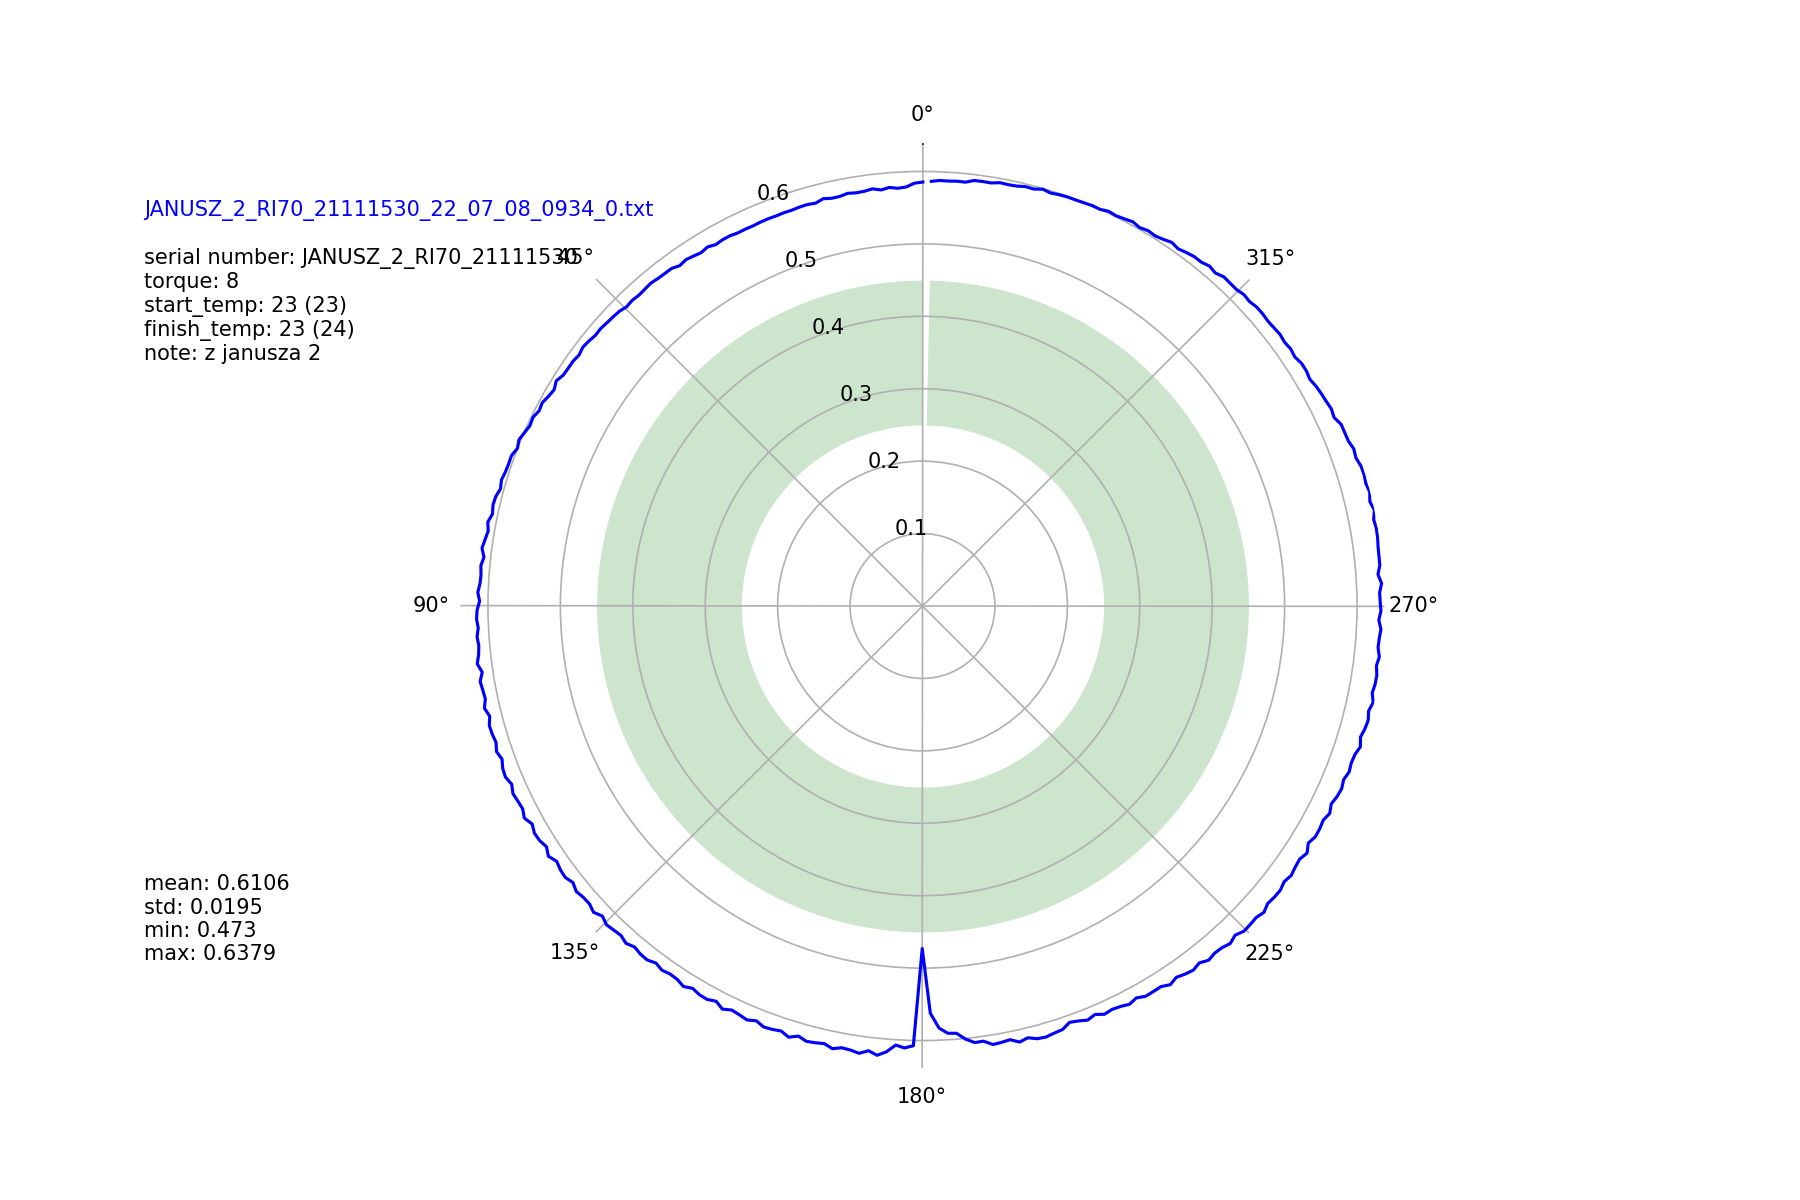 0°
JANUSZ_2_RI70_21111530_22_07_08_0934_0.txt
0.6
serial number: JANUSZ_2_RI70_21111530
45°
315°
torque: 8
0.5
start_temp: 23 (23)
finish_temp: 23 (24)
note: z janusza 2
0.4
0.3
0.2
0.1
90°
270°
mean: 0.6106
std: 0.0195
min: 0.473
max: 0.6379
135°
225°
180°